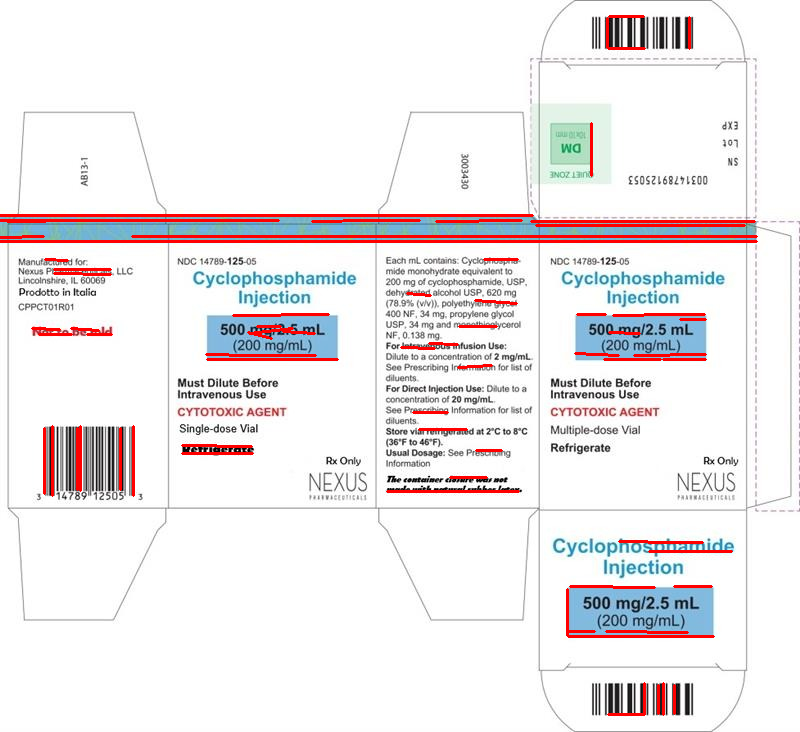 SN
Lot
EXP
00314789125053
DM
10x10 mm
QUIET ZONE
AB13-1
3003430
Manufactured for:
Nexus Pharmaceuticals, LLC
Lincolnshire, IL 60069
Prodotto in Italia
CPPCT01R01
Not to be sold
3 14789 12505 3
NDC 14789-125-05
Cyclophosphamide
Injection
500 mg/2.5 mL
(200 mg/mL)
Must Dilute Before
Intravenous Use
CYTOTOXIC AGENT
Single-dose Vial
Refrigerate
Rx Only
NEXUS
PHARMACEUTICALS
Each mL contains: Cyclophospha-
mide monohydrate equivalent to
200 mg of cyclophosphamide, USP,
dehydrated alcohol USP, 620 mg
(78.9% (v/v)), polyethylene glycol
400 NF, 34 mg, propylene glycol
USP, 34 mg and monothioglycerol
NF, 0.138 mg.
For Intravenous Infusion Use:
Dilute to a concentration of 2 mg/mL.
See Prescribing Information for list of
diluents.
For Direct Injection Use: Dilute to a
concentration of 20 mg/mL.
See Prescribing Information for list of
diluents.
Store vial refrigerated at 2°C to 8°C
(36°F to 46°F).
Usual Dosage: See Prescribing
Information
The container closure was not
made with natural rubber latex.
NDC 14789-125-05
Cyclophosphamide
Injection
500 mg/2.5 mL
(200 mg/mL)
Must Dilute Before
Intravenous Use
CYTOTOXIC AGENT
Multiple-dose Vial
Refrigerate
Rx Only
NEXUS
PHARMACEUTICALS
Cyclophosphamide
Injection
500 mg/2.5 mL
(200 mg/mL)